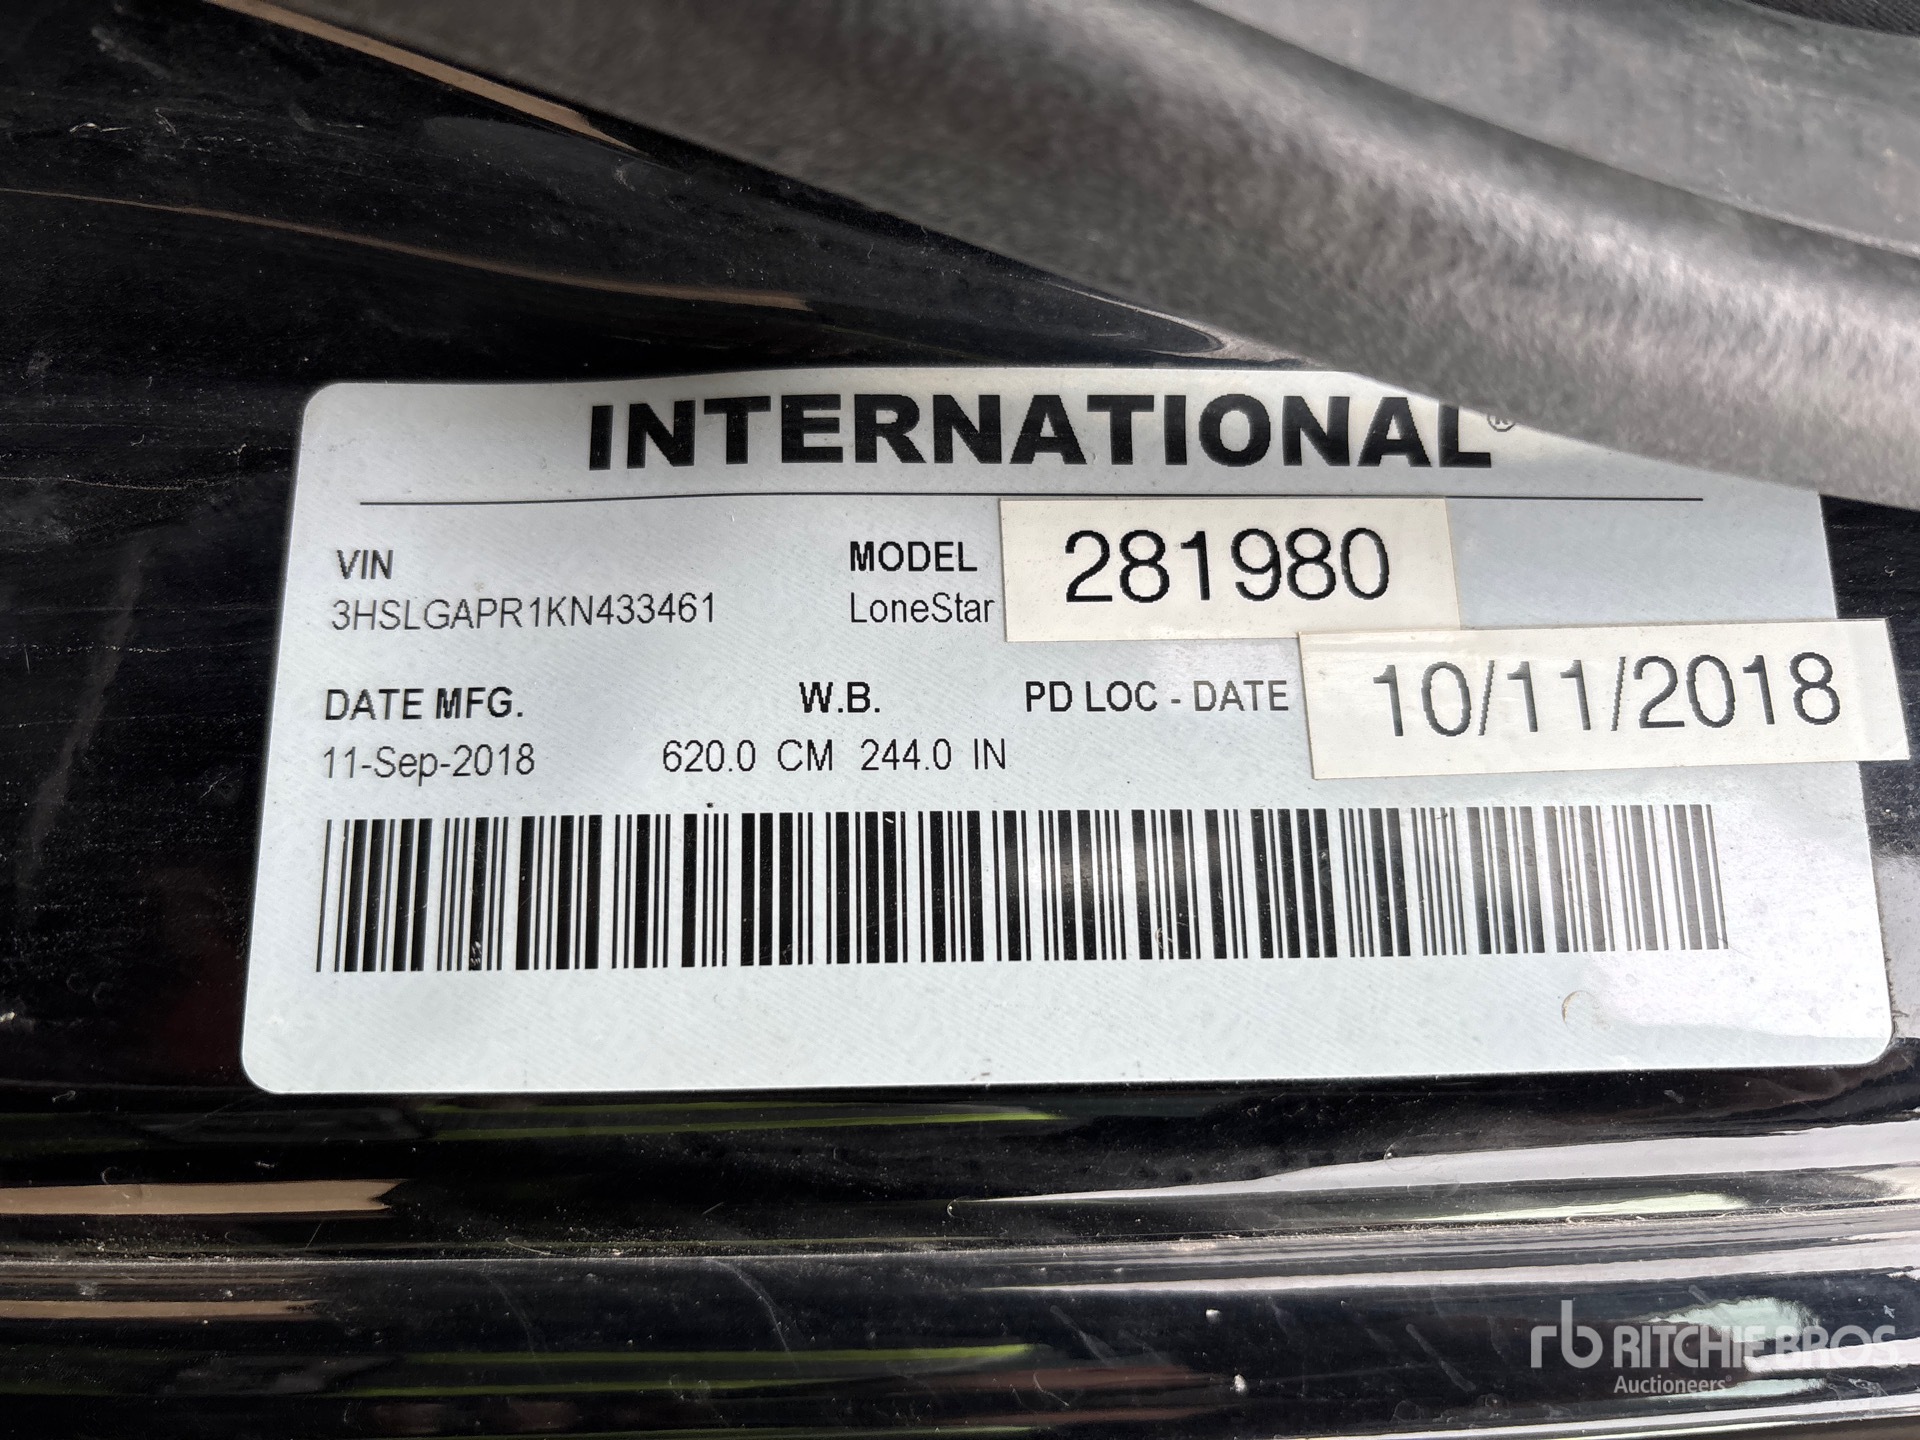 INTERNATIONAL®
VIN
3HSLGAPR1KN433461
MODEL
LoneStar
281980
DATE MFG.
11-Sep-2018
W.B.
620.0 CM 244.0 IN
PD LOC - DATE
10/11/2018
rb RITCHIE BROS
Auctioneers